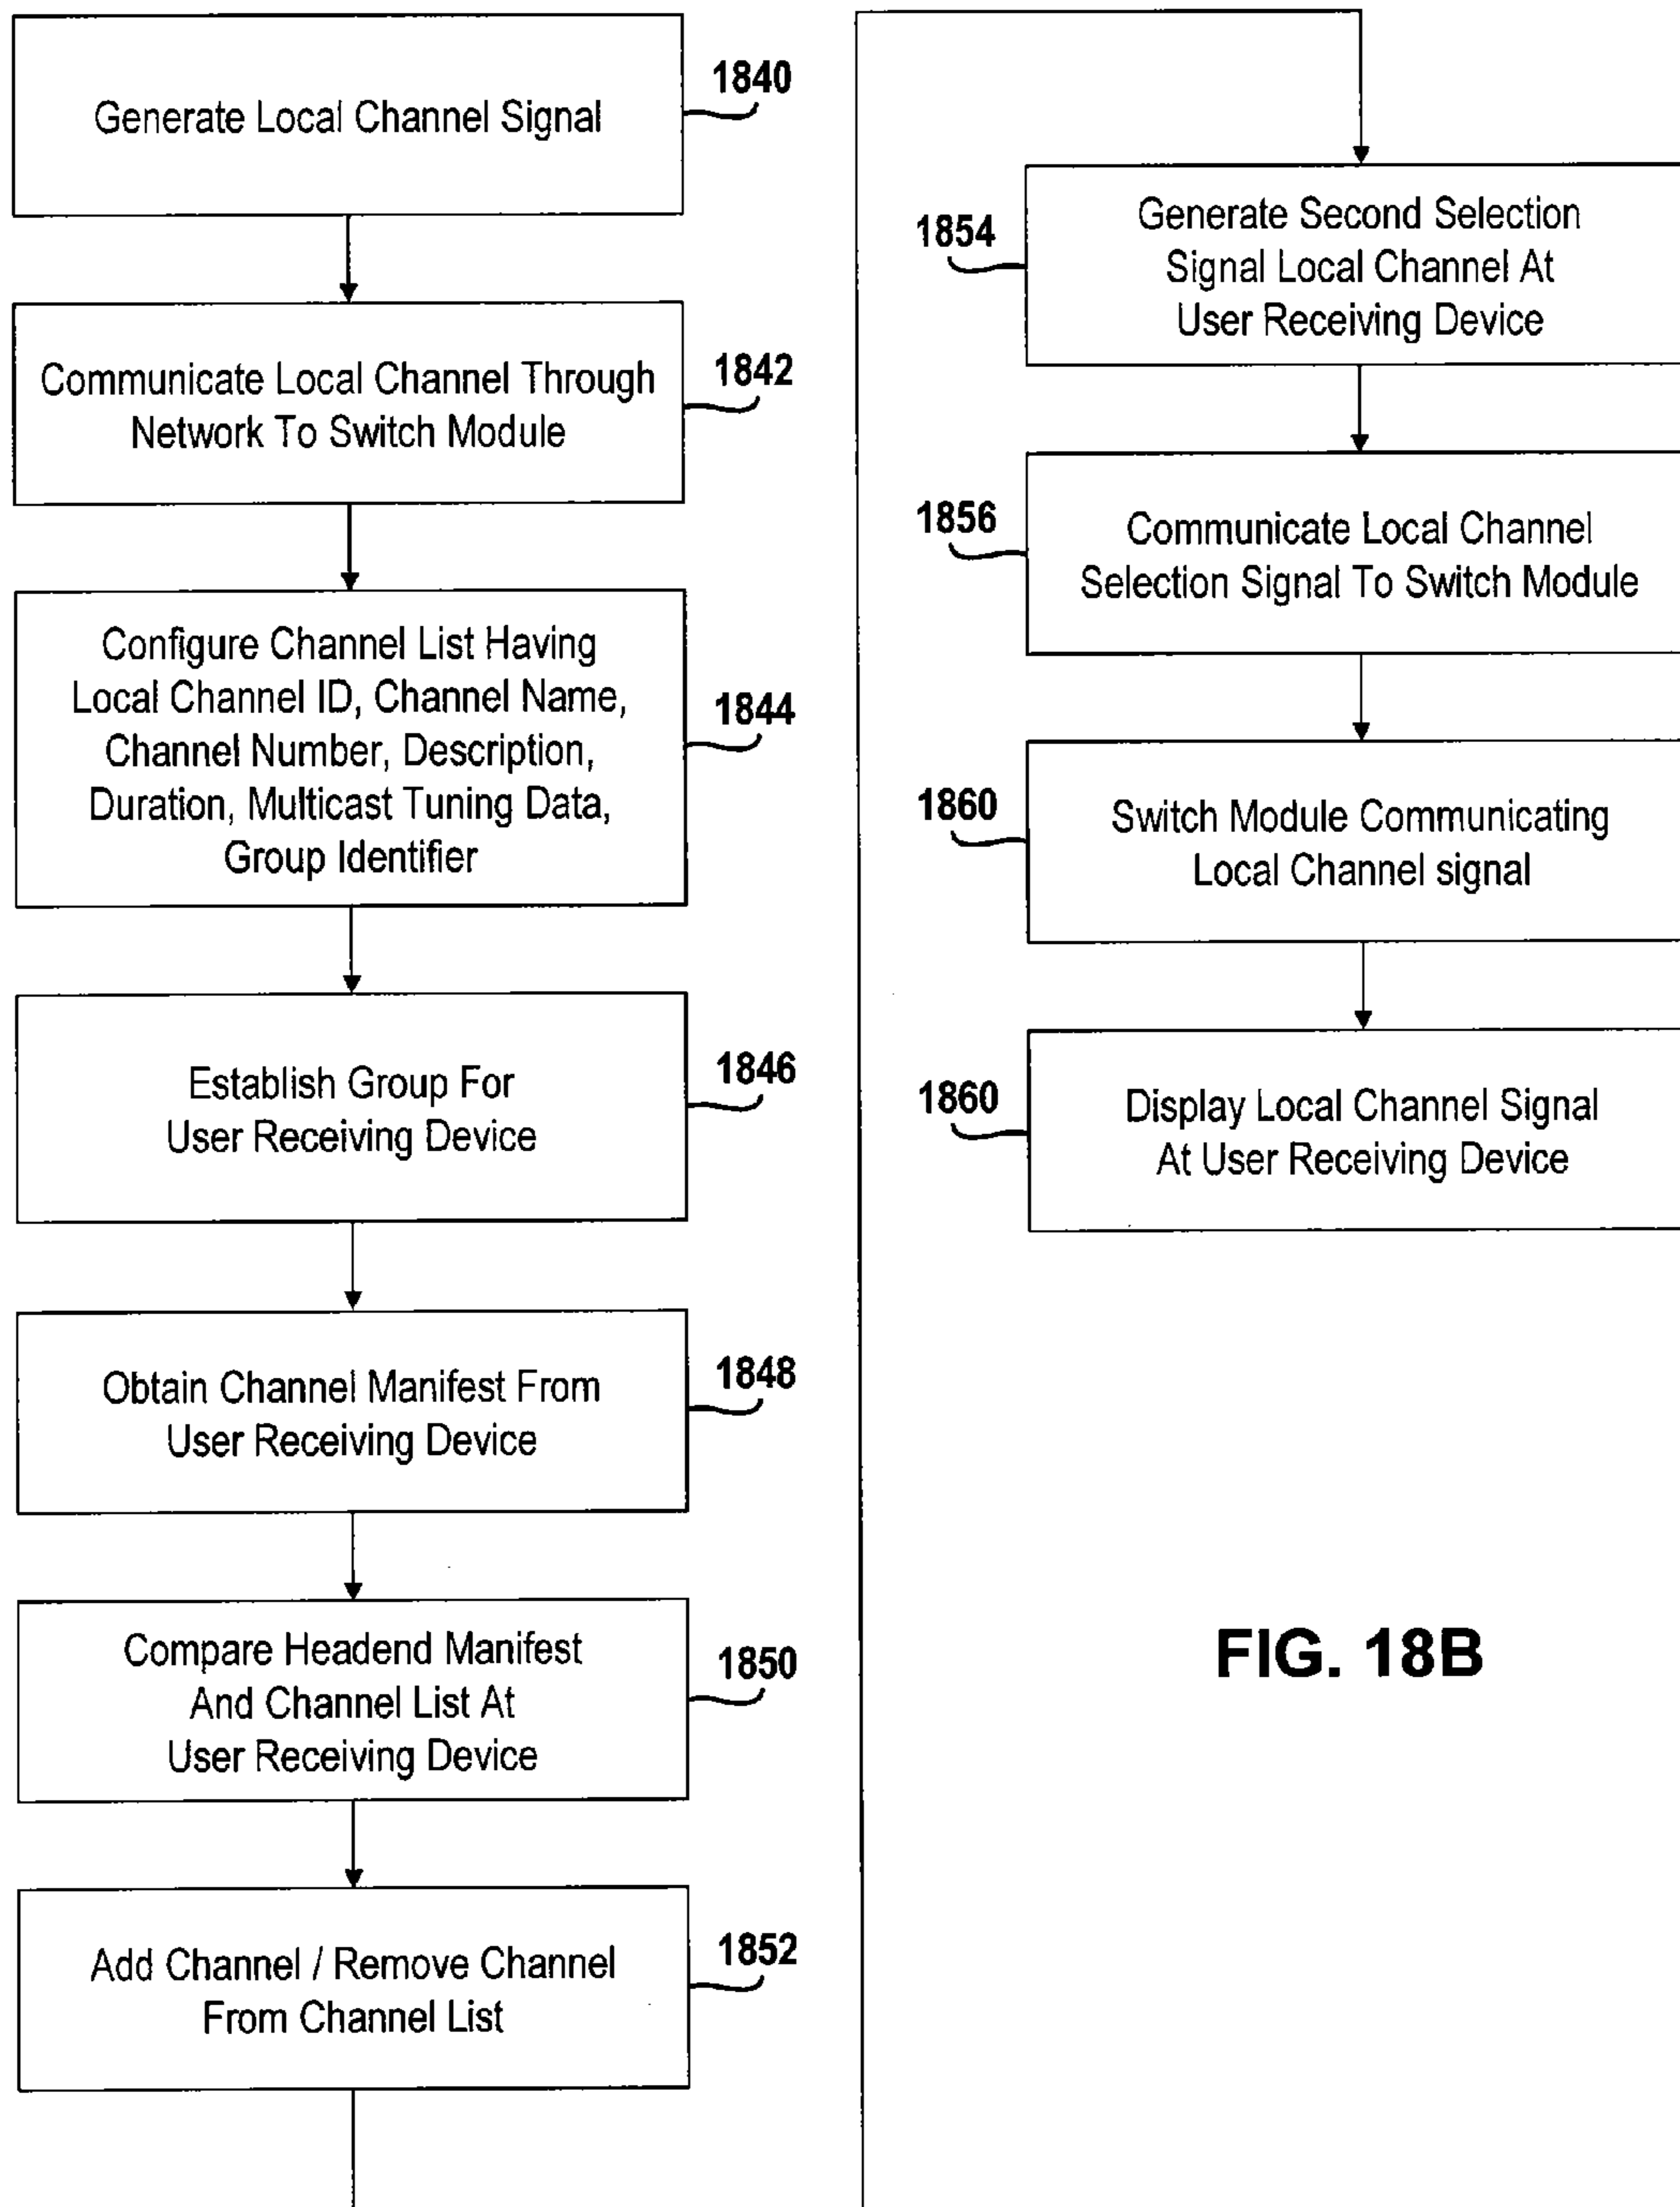 Generate Local Channel Signal
1840
Communicate Local Channel Through
Network To Switch Module
1842
Configure Channel List Having
Local Channel ID, Channel Name,
Channel Number, Description,
Duration, Multicast Tuning Data,
Group Identifier
1844
Establish Group For
User Receiving Device
1846
Obtain Channel Manifest From
User Receiving Device
1848
Compare Headend Manifest
And Channel List At
User Receiving Device
1850
Add Channel / Remove Channel
From Channel List
1852
1854
Generate Second Selection
Signal Local Channel At
User Receiving Device
1856
Communicate Local Channel
Selection Signal To Switch Module
1860
Switch Module Communicating
Local Channel signal
1860
Display Local Channel Signal
At User Receiving Device
FIG. 18B